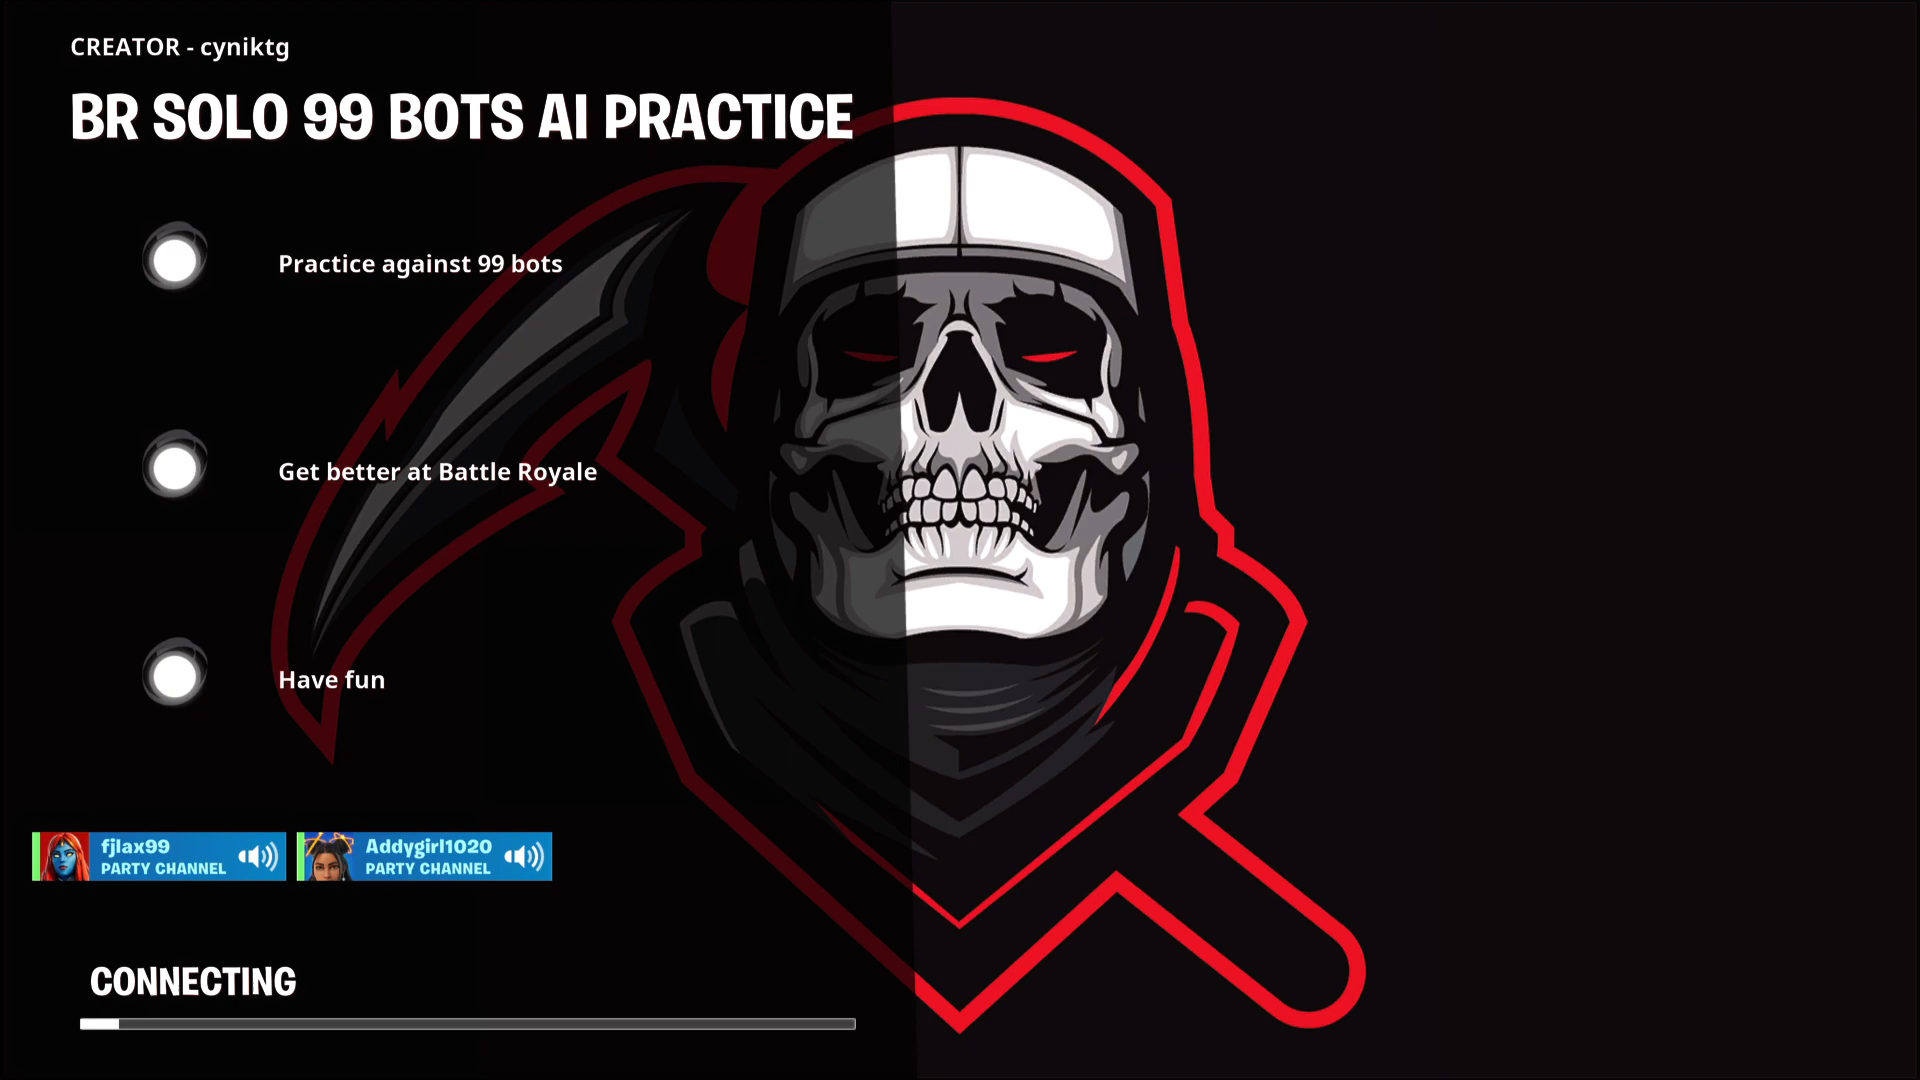 CREATOR - cyniktg
BR SOLO 99 BOTS AI PRACTICE
Practice against 99 bots
Get better at Battle Royale
Have fun
fjlax99
PARTY CHANNEL
Addygirl1020
PARTY CHANNEL
CONNECTING